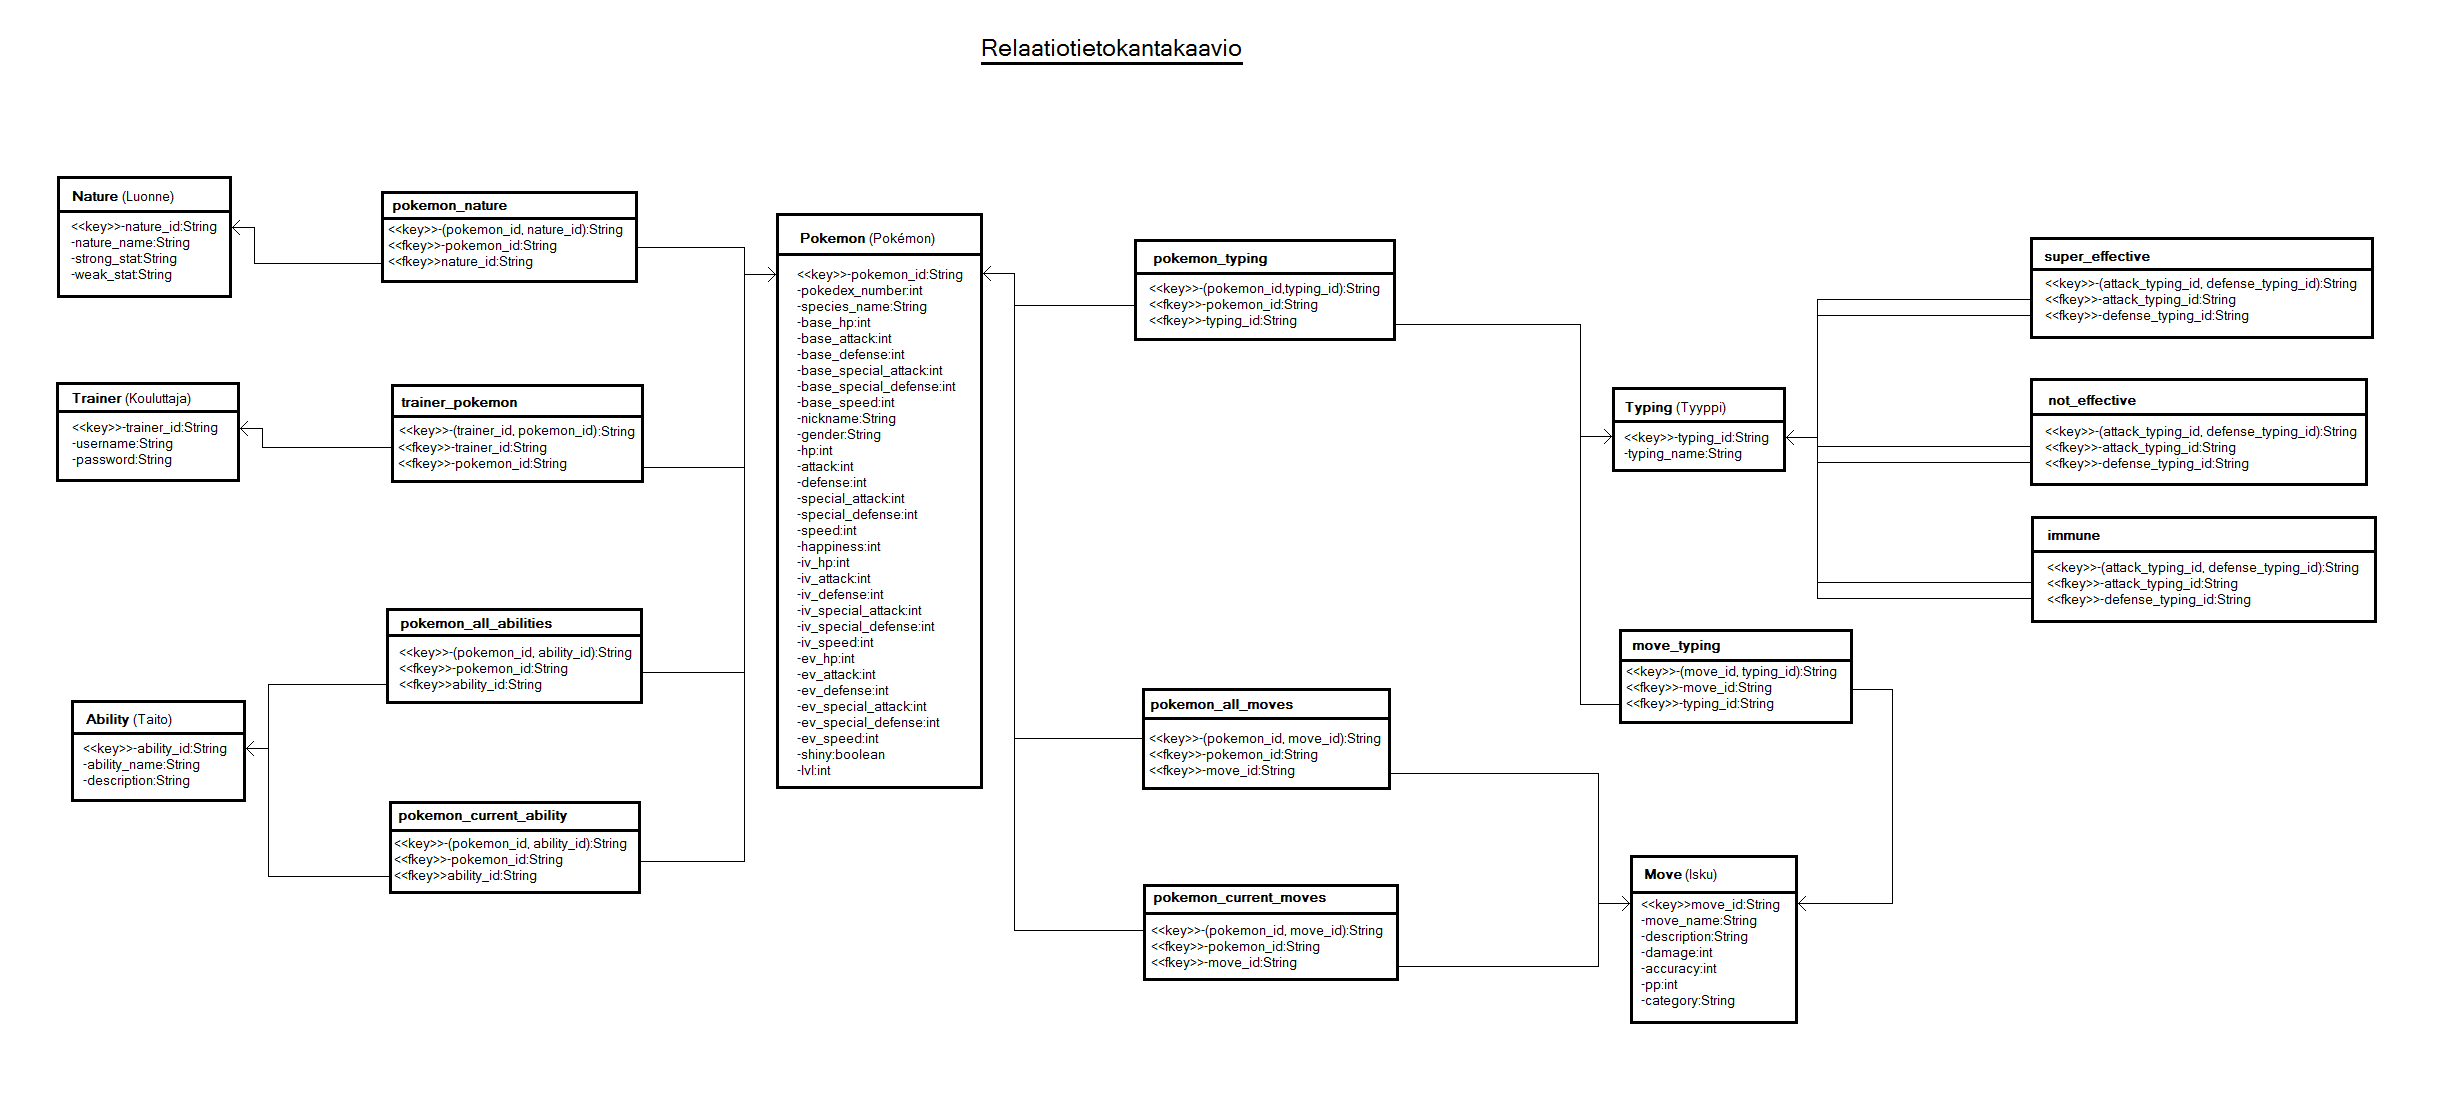 Relaatiotietokantakaavio
Nature (Luonne)
<<key>>-nature_id:String
-nature_name:String
-strong_stat:String
-weak_stat:String
pokemon_nature
<<key>>-(pokemon_id, nature_id):String
<<fkey>>-pokemon_id:String
<<fkey>>nature_id:String
Trainer (Kouluttaja)
<<key>>-trainer_id:String
-username:String
-password:String
trainer_pokemon
<<key>>-(trainer_id, pokemon_id):String
<<fkey>>-trainer_id:String
<<fkey>>-pokemon_id:String
Ability (Taito)
<<key>>-ability_id:String
-ability_name:String
-description:String
pokemon_all_abilities
<<key>>-(pokemon_id, ability_id):String
<<fkey>>-pokemon_id:String
<<fkey>>ability_id:String
pokemon_current_ability
<<key>>-(pokemon_id, ability_id):String
<<fkey>>-pokemon_id:String
<<fkey>>ability_id:String
Pokemon (Pokémon)
<<key>>-pokemon_id:String
-pokedex_number:int
-species_name:String
-base_hp:int
-base_attack:int
-base_defense:int
-base_special_attack:int
-base_special_defense:int
-base_speed:int
-nickname:String
-gender:String
-hp:int
-attack:int
-defense:int
-special_attack:int
-special_defense:int
-speed:int
-happiness:int
-iv_hp:int
-iv_attack:int
-iv_defense:int
-iv_special_attack:int
-iv_special_defense:int
-iv_speed:int
-ev_hp:int
-ev_attack:int
-ev_defense:int
-ev_special_attack:int
-ev_special_defense:int
-ev_speed:int
-shiny:boolean
-lvl:int
pokemon_typing
<<key>>-(pokemon_id,typing_id):String
<<fkey>>-pokemon_id:String
<<fkey>>-typing_id:String
pokemon_all_moves
<<key>>-(pokemon_id, move_id):String
<<fkey>>-pokemon_id:String
<<fkey>>-move_id:String
pokemon_current_moves
<<key>>-(pokemon_id, move_id):String
<<fkey>>-pokemon_id:String
<<fkey>>-move_id:String
Typing (Tyyppi)
<<key>>-typing_id:String
-typing_name:String
move_typing
<<key>>-(move_id, typing_id):String
<<fkey>>-move_id:String
<<fkey>>-typing_id:String
Move (Isku)
<<key>>move_id:String
-move_name:String
-description:String
-damage:int
-accuracy:int
-pp:int
-category:String
super_effective
<<key>>-(attack_typing_id, defense_typing_id):String
<<fkey>>-attack_typing_id:String
<<fkey>>-defense_typing_id:String
not_effective
<<key>>-(attack_typing_id, defense_typing_id):String
<<fkey>>-attack_typing_id:String
<<fkey>>-defense_typing_id:String
immune
<<key>>-(attack_typing_id, defense_typing_id):String
<<fkey>>-attack_typing_id:String
<<fkey>>-defense_typing_id:String